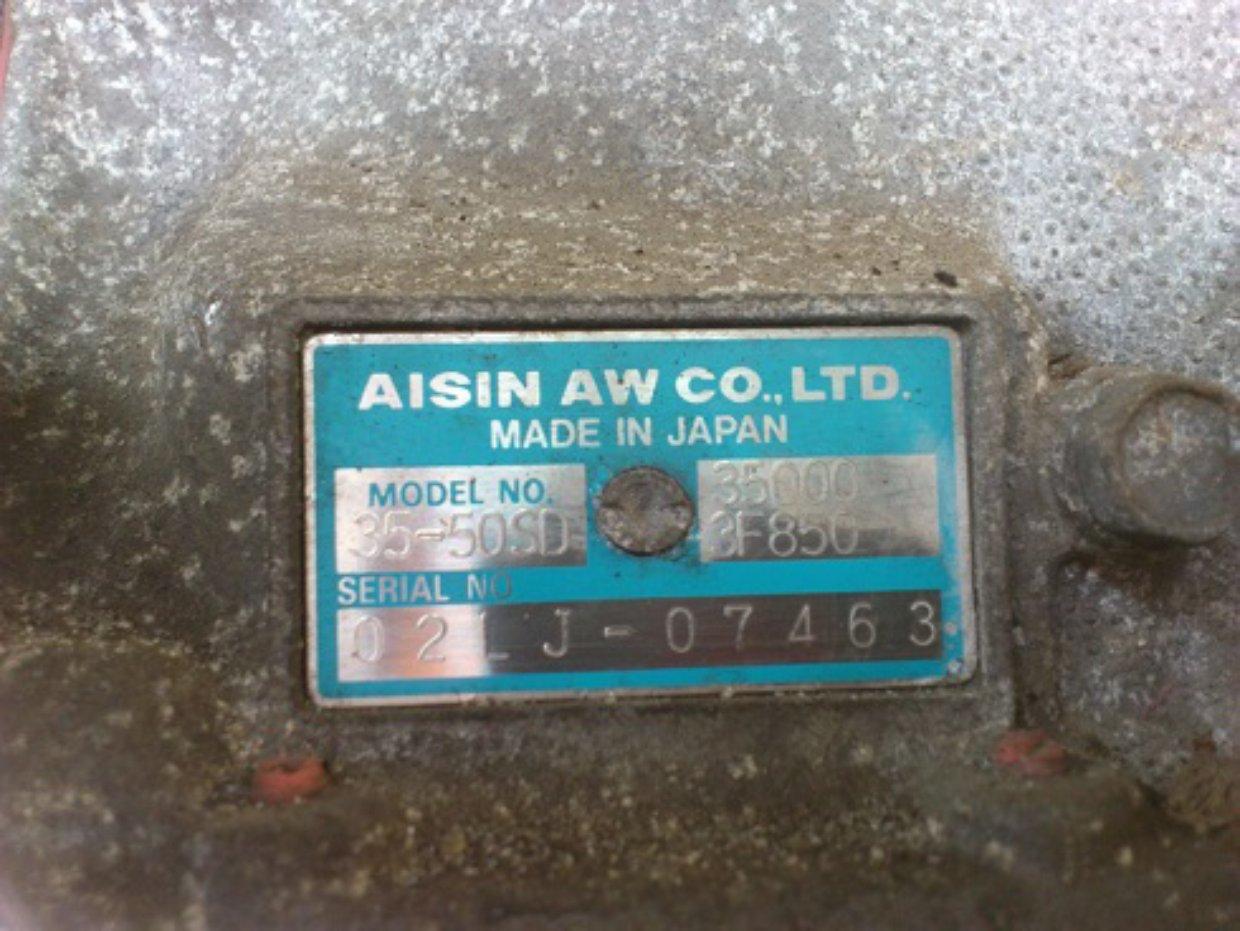 AISIN AW CO., LTD.
MADE IN JAPAN
MODEL NO. 35000
35-50SD 3F850
SERIAL NO
02LJ-07463